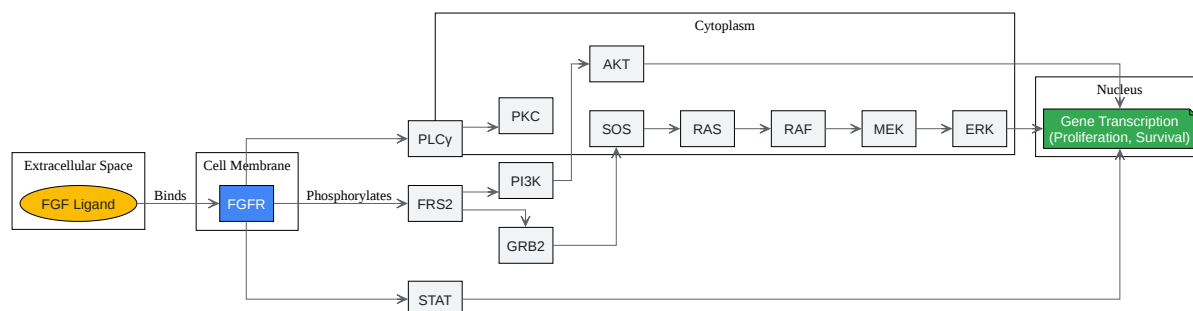 Cytoplasm
AKT
Nucleus
PKC
PLCγ
SOS
RAS
RAF
MEK
ERK
Gene Transcription
(Proliferation, Survival)
Extracellular Space
Cell Membrane
FGF Ligand
Binds
FGFR
Phosphorylates
FRS2
PI3K
GRB2
STAT